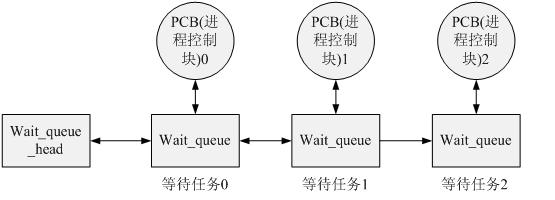 PCB(进
程控制
块)0
PCB(进
程控制
块)1
PCB(进
程控制
块)2
Wait_queue
_head
Wait_queue
Wait_queue
Wait_queue
等待任务0
等待任务1
等待任务2